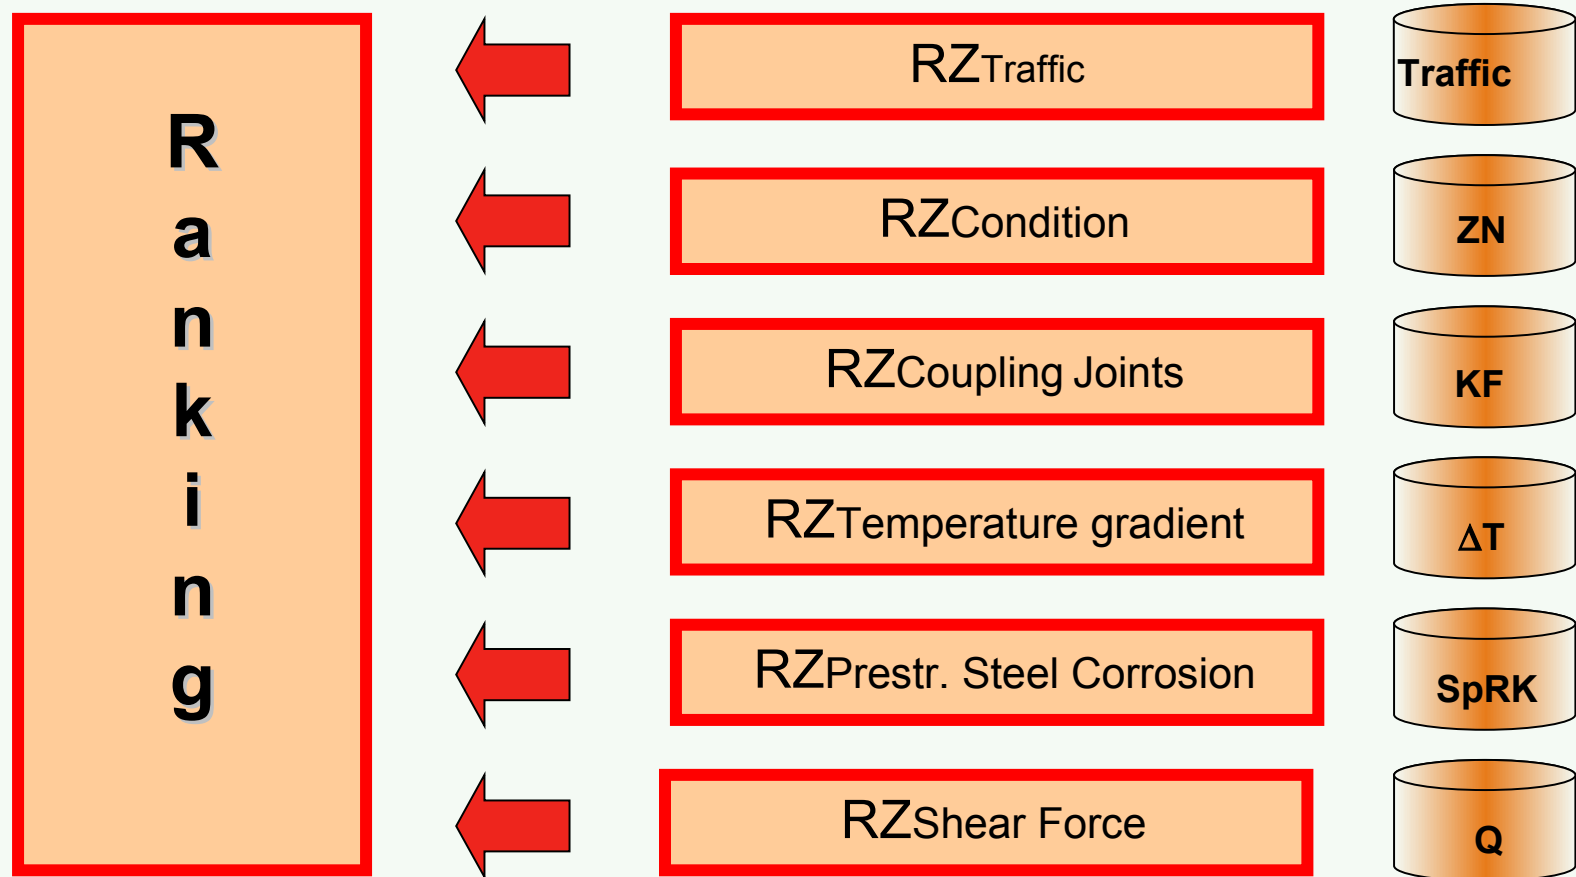 Ranking
RZTraffic
Traffic
RZCondition
ZN
RZCoupling Joints
KF
RZTemperature gradient
ΔT
RZPrestr. Steel Corrosion
SpRK
RZShear Force
Q